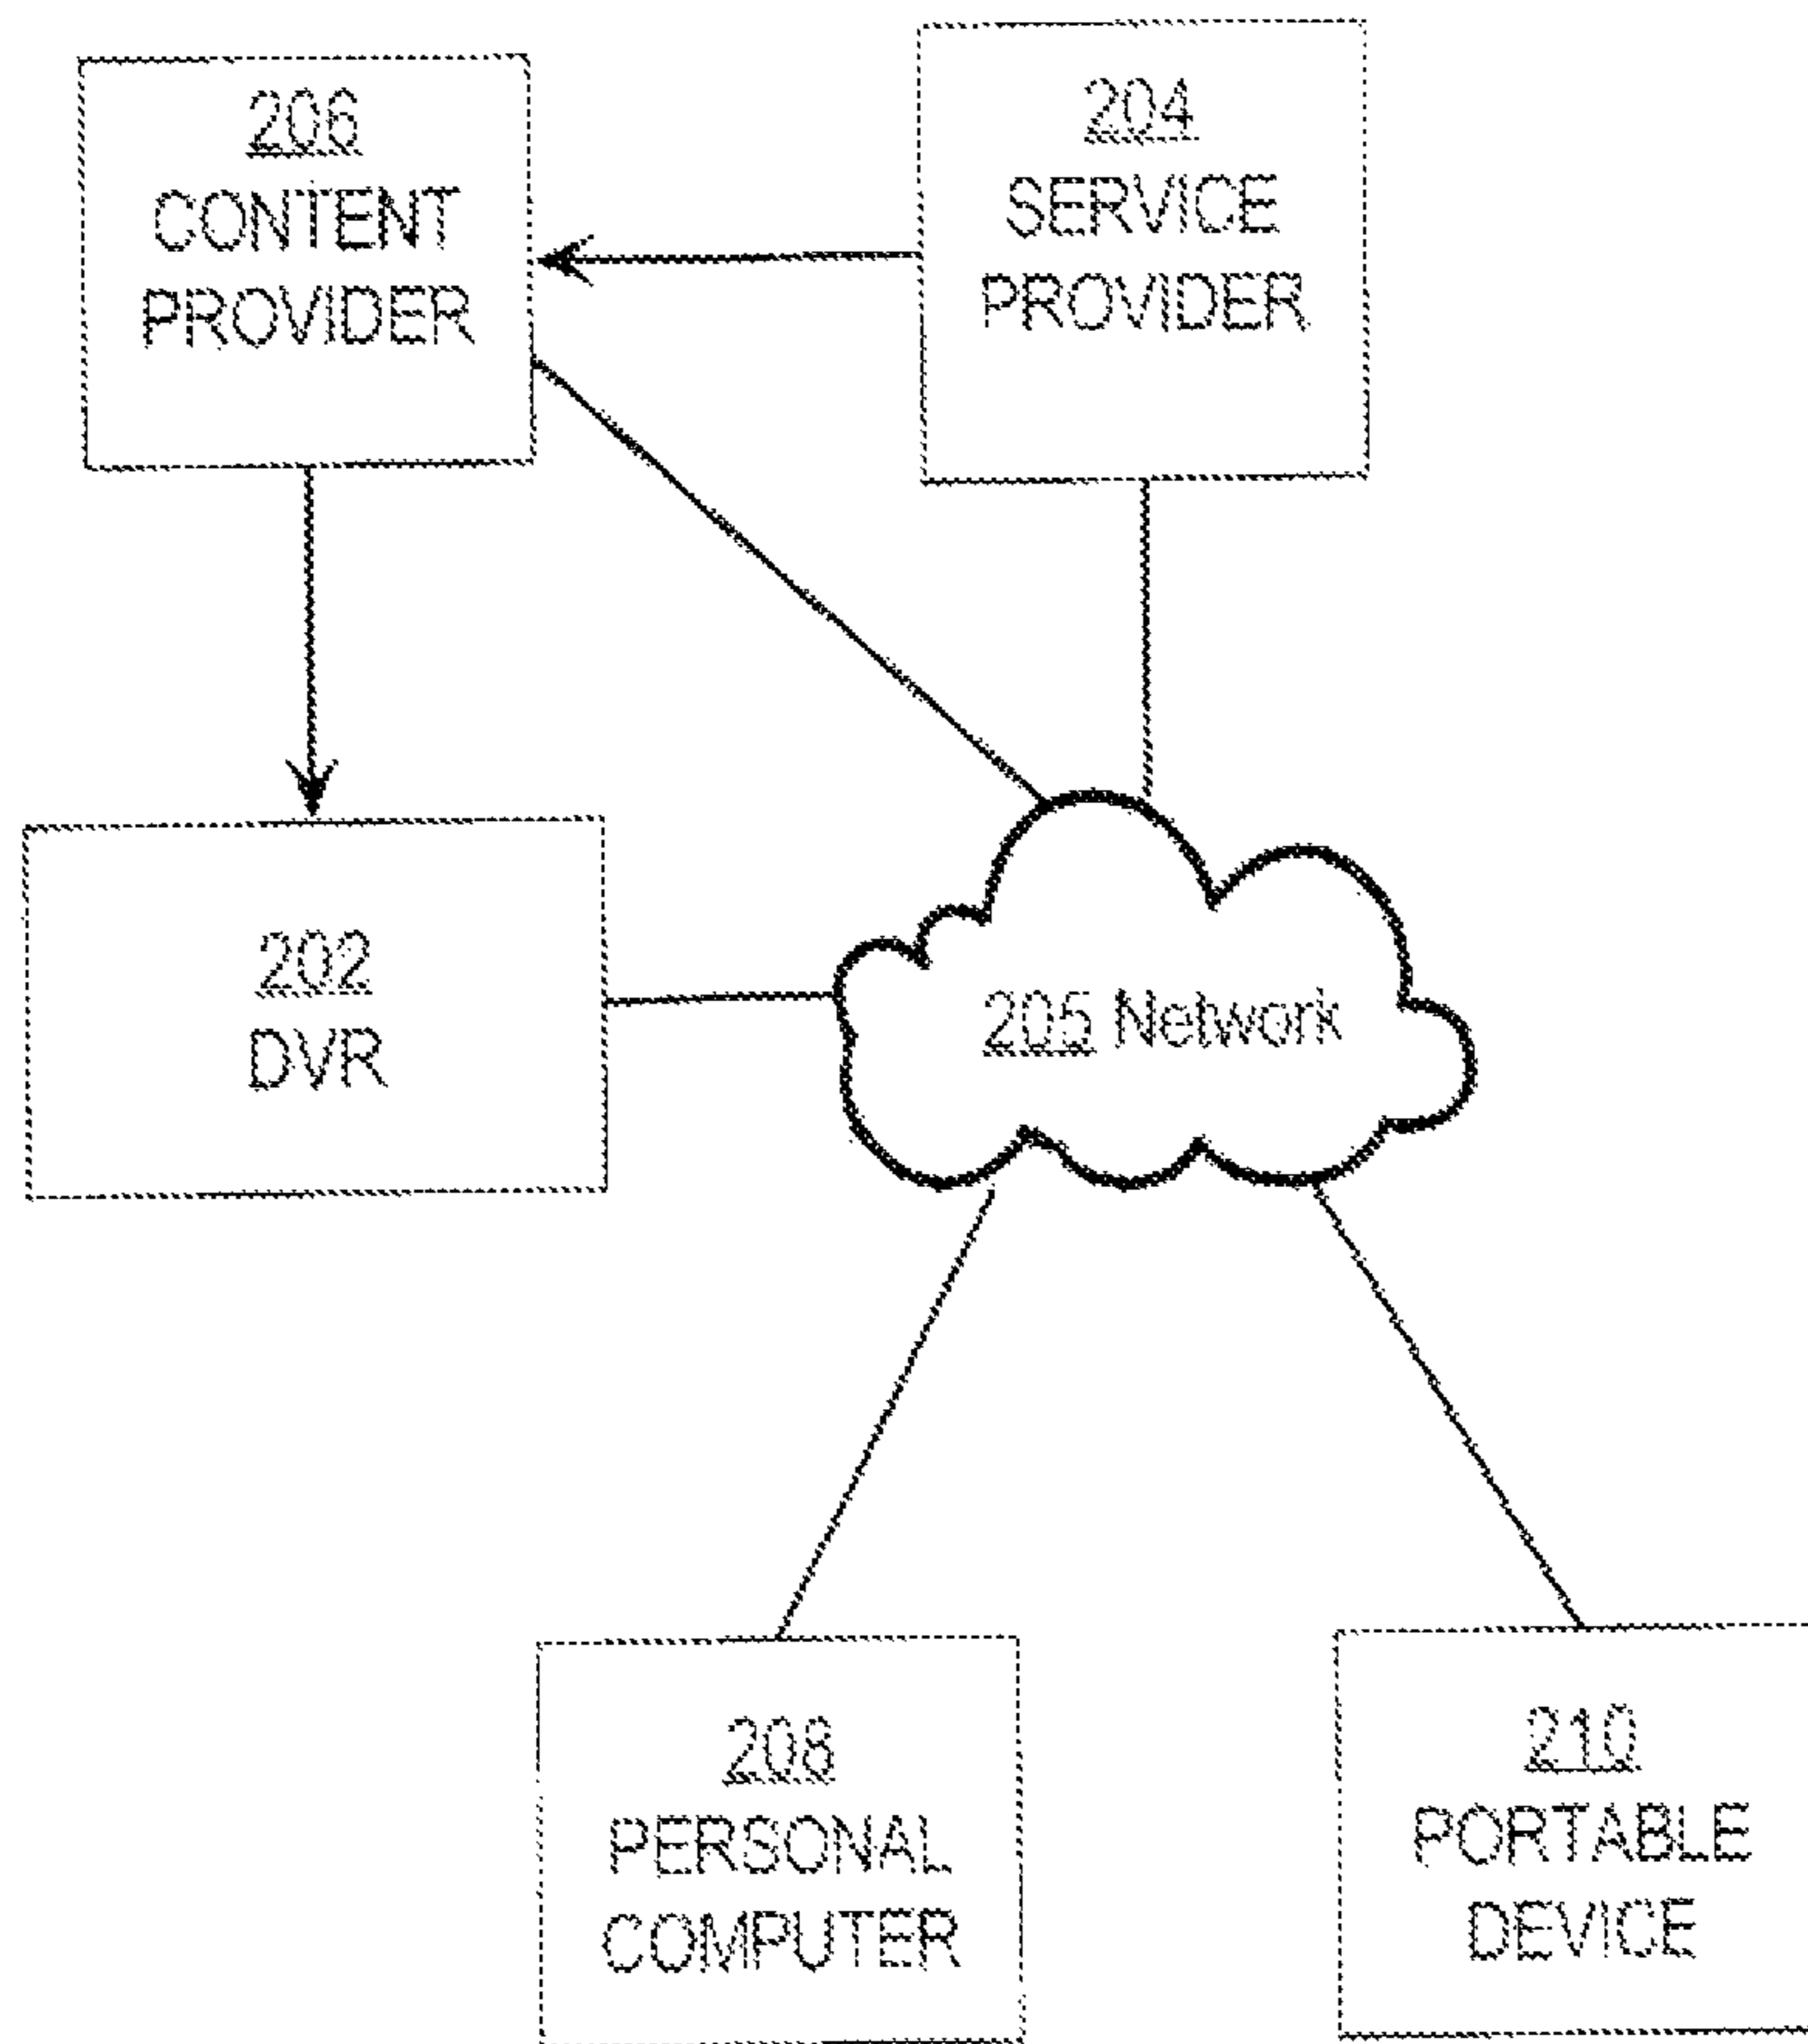 206
CONTENT
PROVIDER
204
SERVICE
PROVIDER
202
DVR
205 Network
208
PERSONAL
COMPUTER
210
PORTABLE
DEVICE